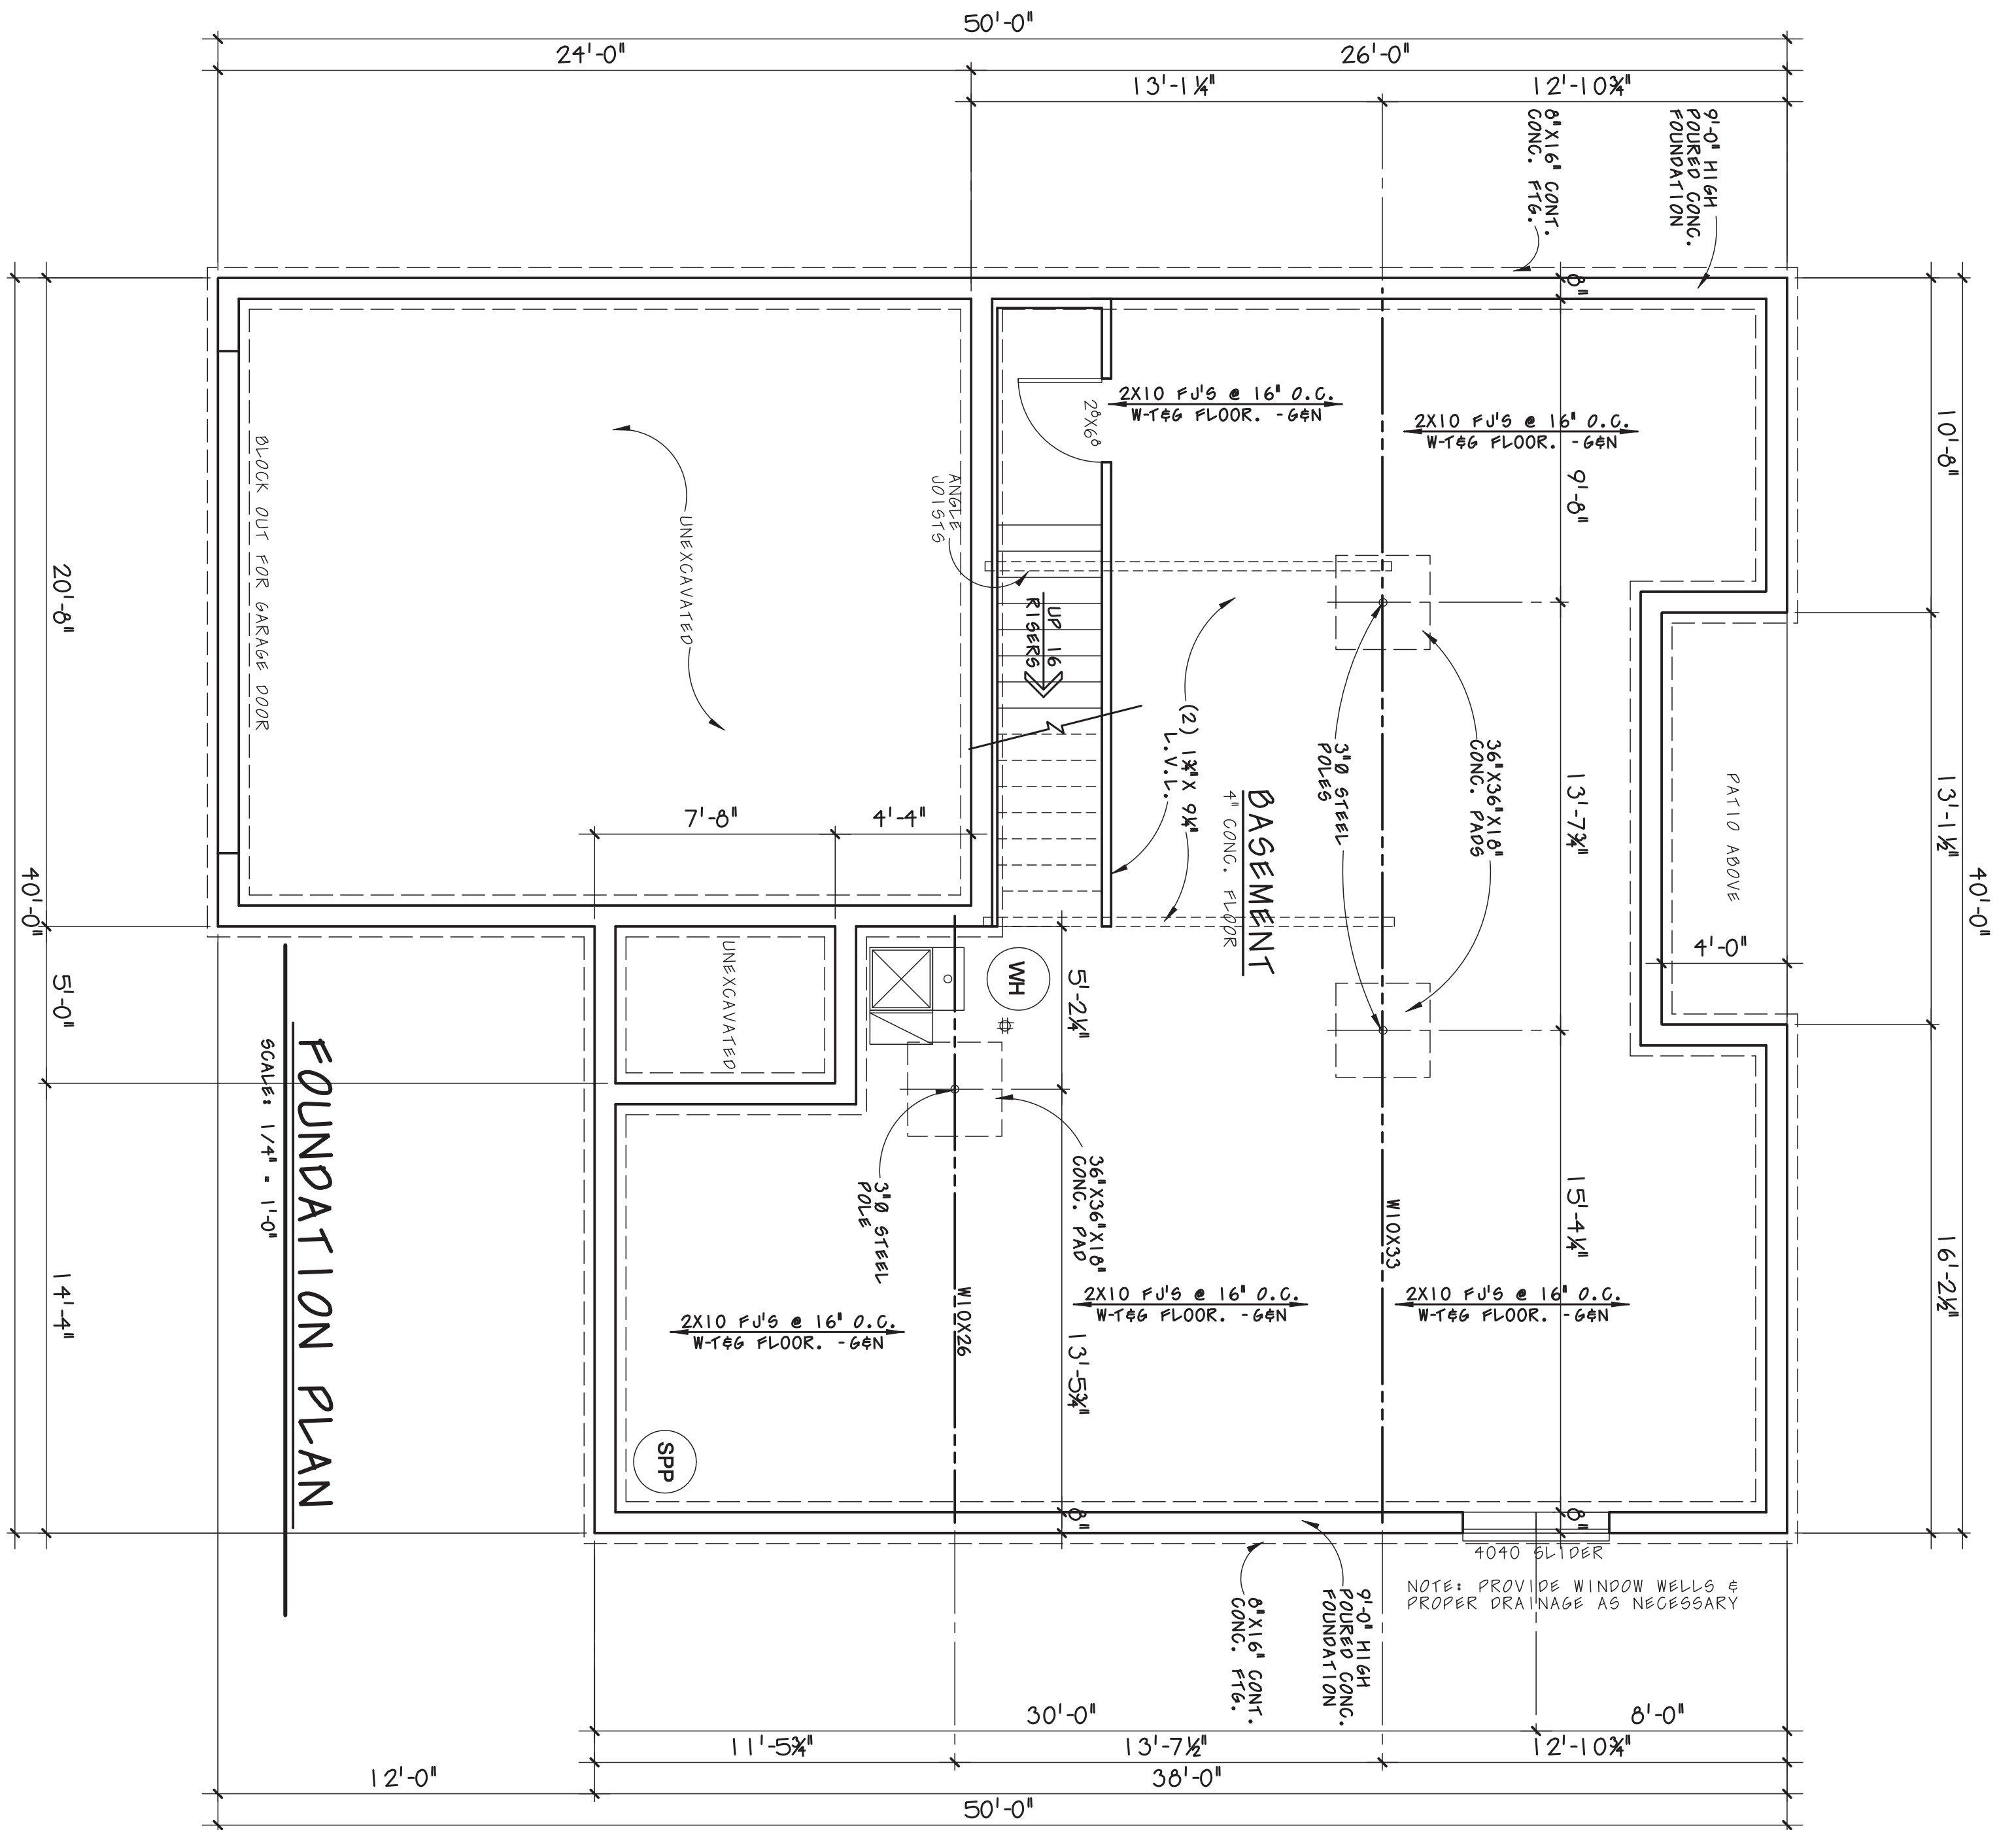 50'-0"
24'-0"
26'-0"
13'-1¼"
12'-10¾"
8"X16" CONT.
CONC. FTG.
9'-0" HIGH
POURED CONC.
FOUNDATION
8"
2X10 FJ'S @ 16" O.C.
W-T&G FLOOR. -G&N
2X10 FJ'S @ 16" O.C.
W-T&G FLOOR. -G&N
2⁸X6⁸
10'-8"
BLOCK OUT FOR GARAGE DOOR
UNEXCAVATED
ANGLE
JOISTS
9'-8"
20'-8"
UP 16
RISERS
(2) 1¾"X 9¼"
L.V.L.
3"Ø STEEL
POLES
36"X36"X18"
CONC. PADS
13'-7¾"
PATIO ABOVE
13'-1½"
40'-0"
7'-8"
4'-4"
BASEMENT
4" CONC. FLOOR
4'-0"
40'-0"
5'-0"
UNEXCAVATED
WH
5'-2¼"
FOUNDATION PLAN
SCALE: 1/4" = 1'-0"
3"Ø STEEL
POLE
36"X36"X18"
CONC. PAD
W10X33
15'-4¼"
16'-2½"
14'-4"
2X10 FJ'S @ 16" O.C.
W-T&G FLOOR. -G&N
W10X26
2X10 FJ'S @ 16" O.C.
W-T&G FLOOR. -G&N
2X10 FJ'S @ 16" O.C.
W-T&G FLOOR. -G&N
13'-5¾"
SPP
8"
8"
4040 SLIDER
NOTE: PROVIDE WINDOW WELLS &
PROPER DRAINAGE AS NECESSARY
8"X16" CONT.
CONC. FTG.
9'-0" HIGH
POURED CONC.
FOUNDATION
30'-0"
8'-0"
11'-5¾"
13'-7½"
12'-10¾"
12'-0"
38'-0"
50'-0"